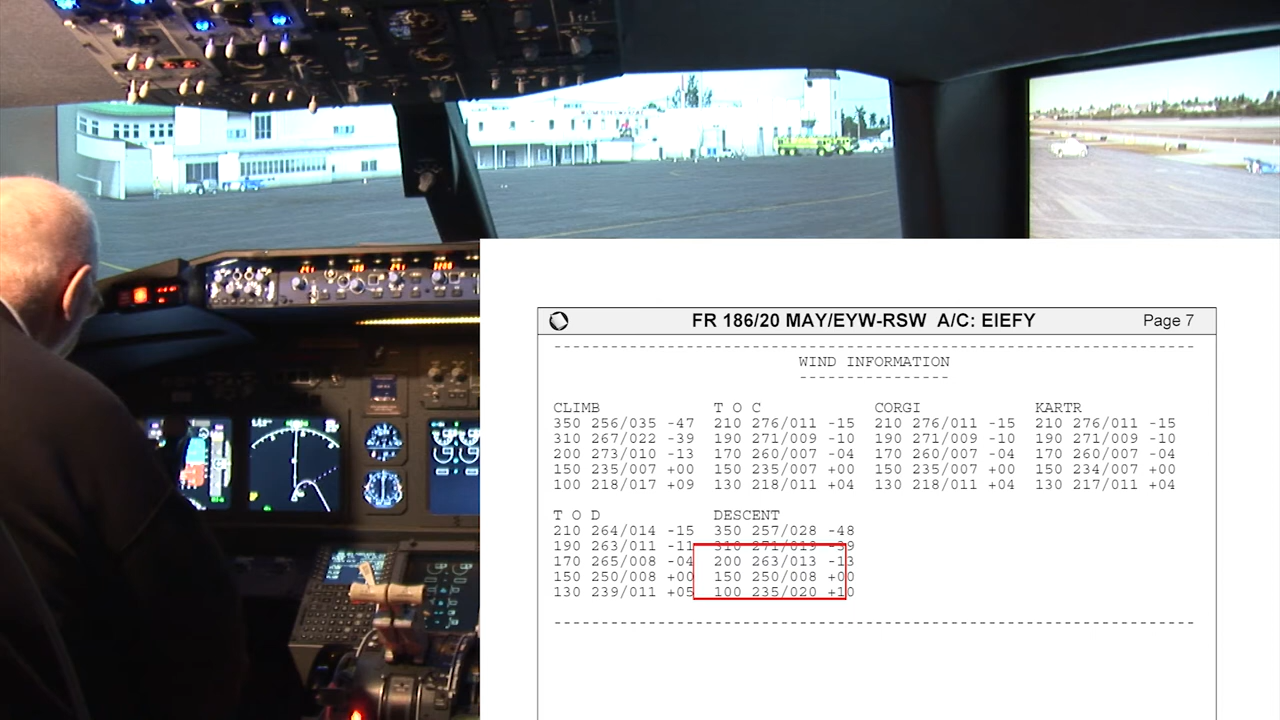 FR 186/20 MAY/EYW-RSW A/C: EIEFY Page 7
WIND INFORMATION
CLIMB T O C CORGI KARTR
350 256/035 -47 210 276/011 -15 210 276/011 -15 210 276/011 -15
310 267/022 -39 190 271/009 -10 190 271/009 -10 190 271/009 -10
200 273/010 -13 170 260/007 -04 170 260/007 -04 170 260/007 -04
150 235/007 +00 150 235/007 +00 150 235/007 +00 150 234/007 +00
100 218/017 +09 130 218/011 +04 130 218/011 +04 130 217/011 +04
T O D DESCENT
210 264/014 -15 350 257/028 -48
190 263/011 -11 310 271/019 -39
170 265/008 -04 200 263/013 -13
150 250/008 +00 150 250/008 +00
130 239/011 +05 100 235/020 +10